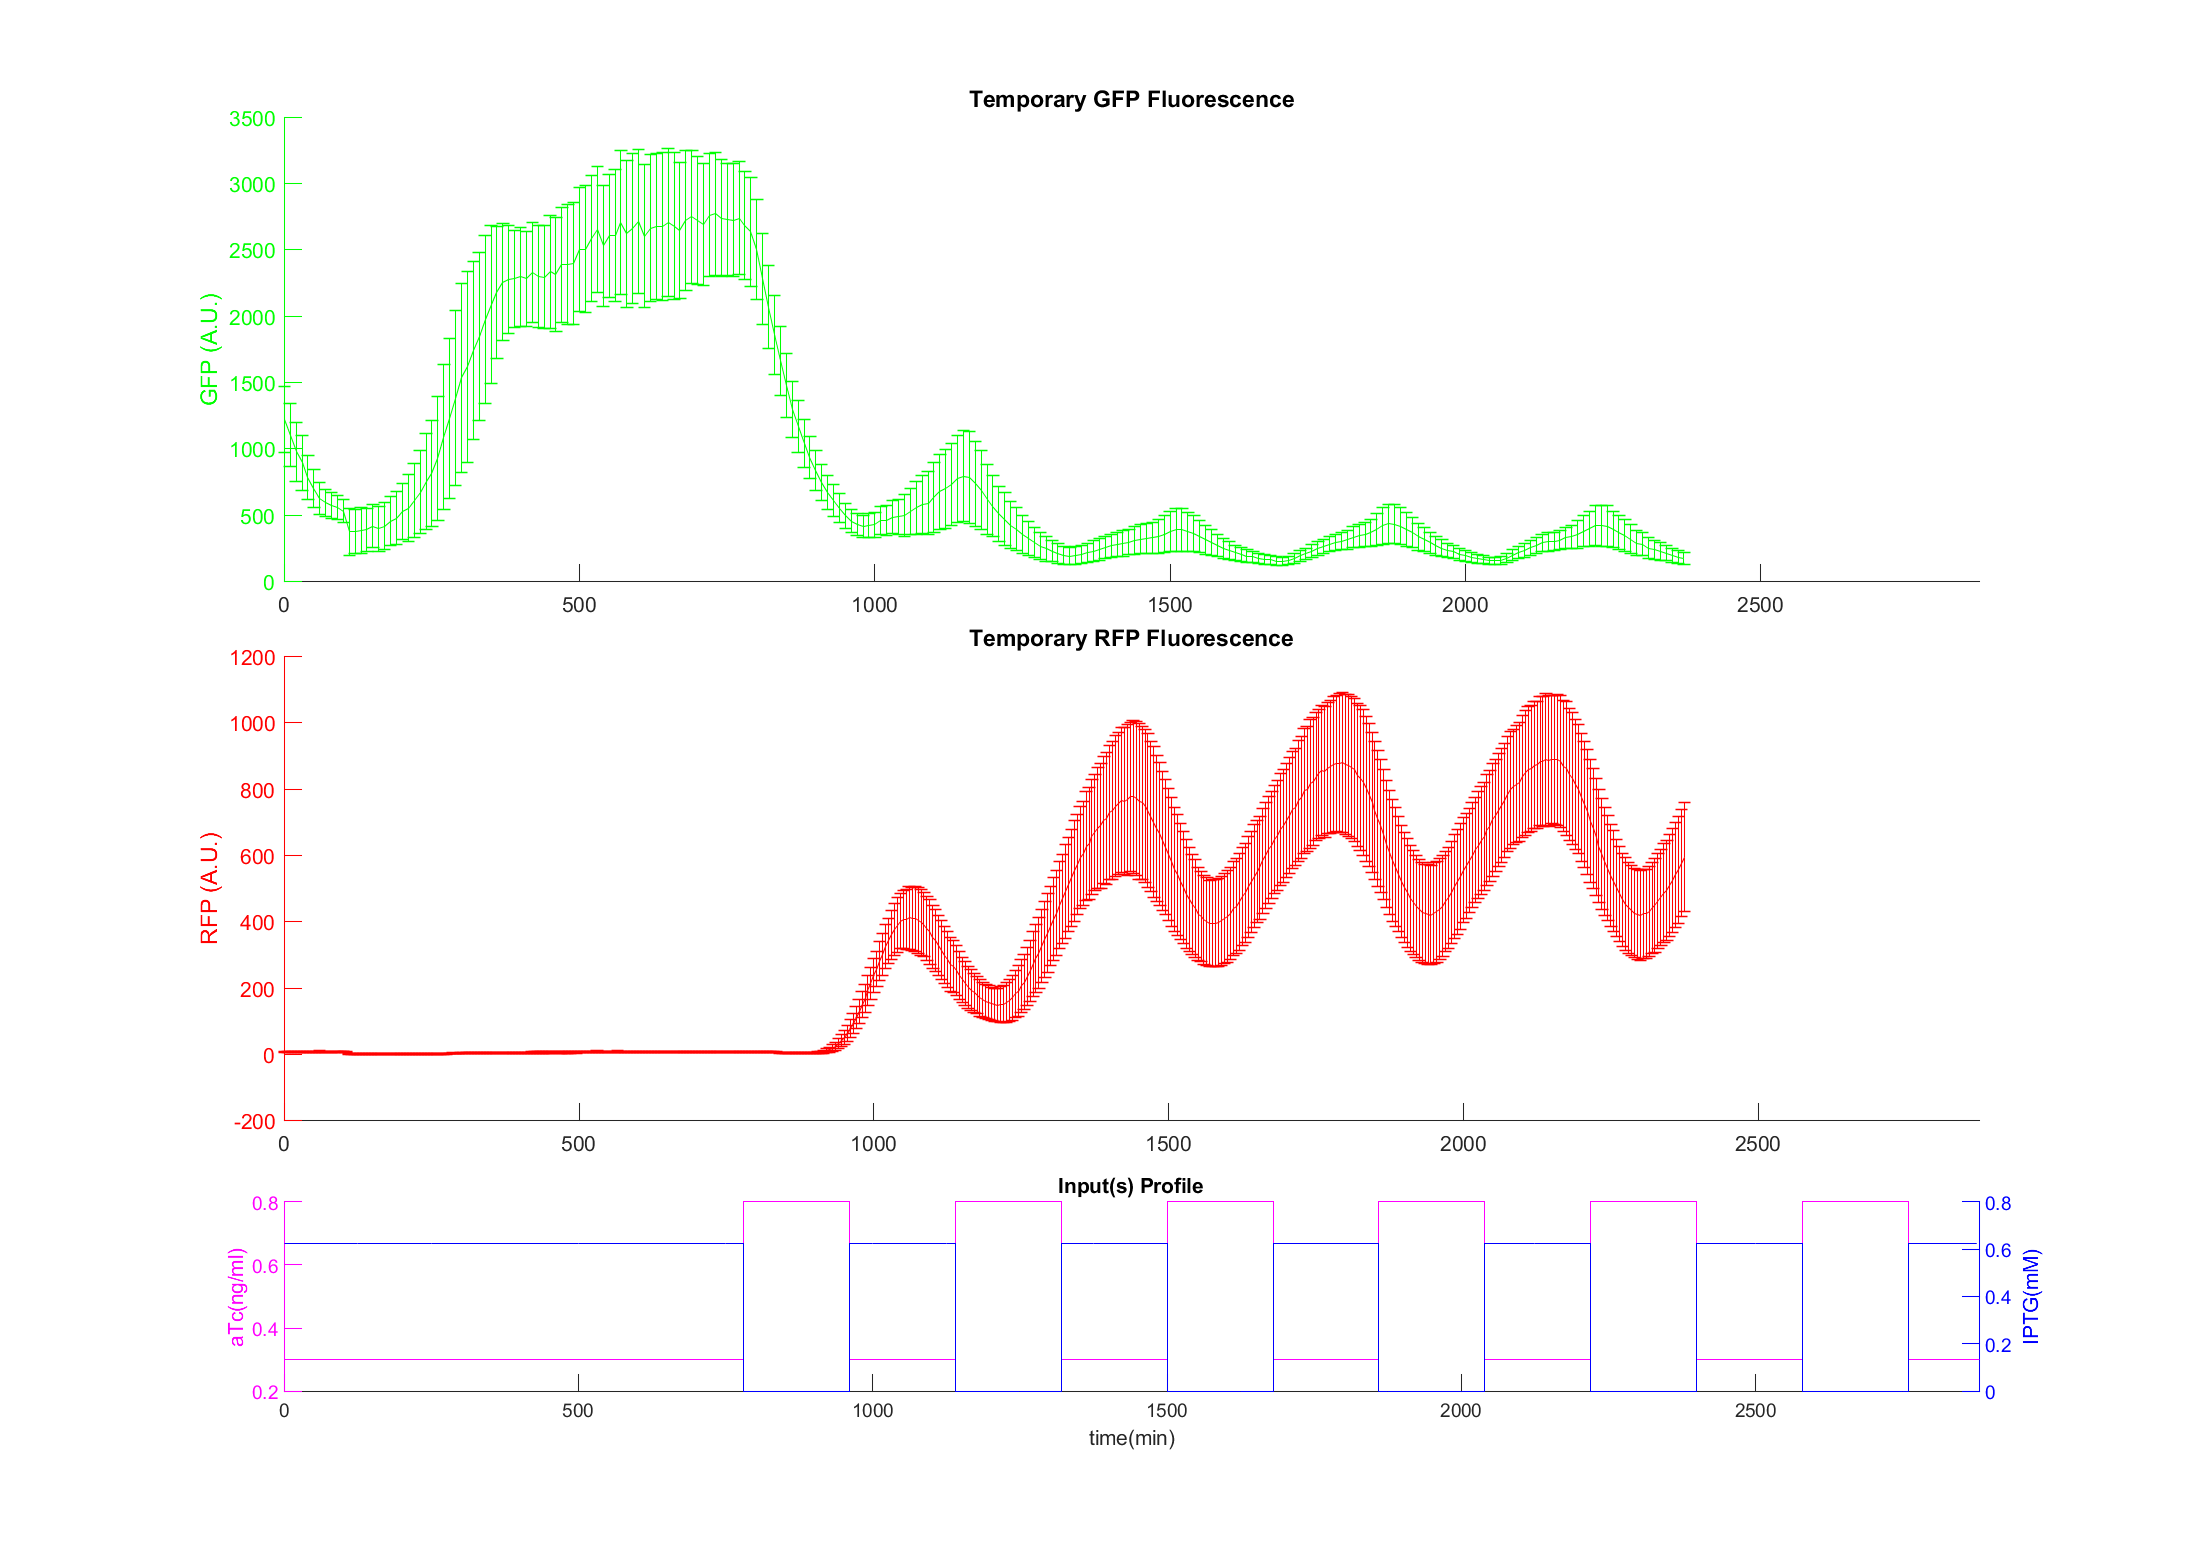 Temporary GFP Fluorescence
3500
3000
2500
2000
1500
1000
500
0
GFP (A.U.)
0 500 1000 1500 2000 2500
Temporary RFP Fluorescence
1200
1000
800
600
400
200
0
-200
RFP (A.U.)
0 500 1000 1500 2000 2500
Input(s) Profile
0.8
0.6
0.4
0.2
aTc(ng/ml)
0.8
0.6
0.4
0.2
0
IPTG(mM)
0 500 1000 1500 2000 2500
time(min)